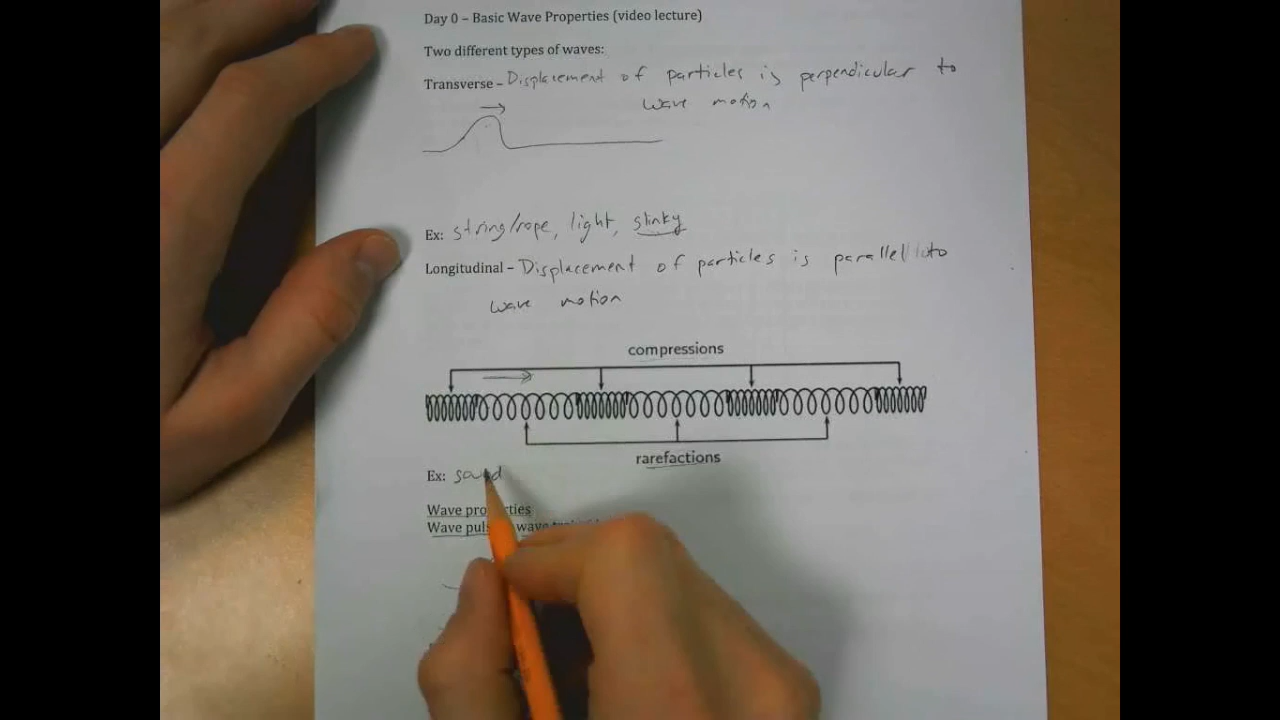 Day 0 – Basic Wave Properties (video lecture)
Two different types of waves:
Transverse – Displacement of particles is perpendicular to
wave motion
Ex: string/rope, light, slinky
Longitudinal – Displacement of particles is parallel to
wave motion
compressions
rarefactions
Ex: sound
Wave properties
Wave wave